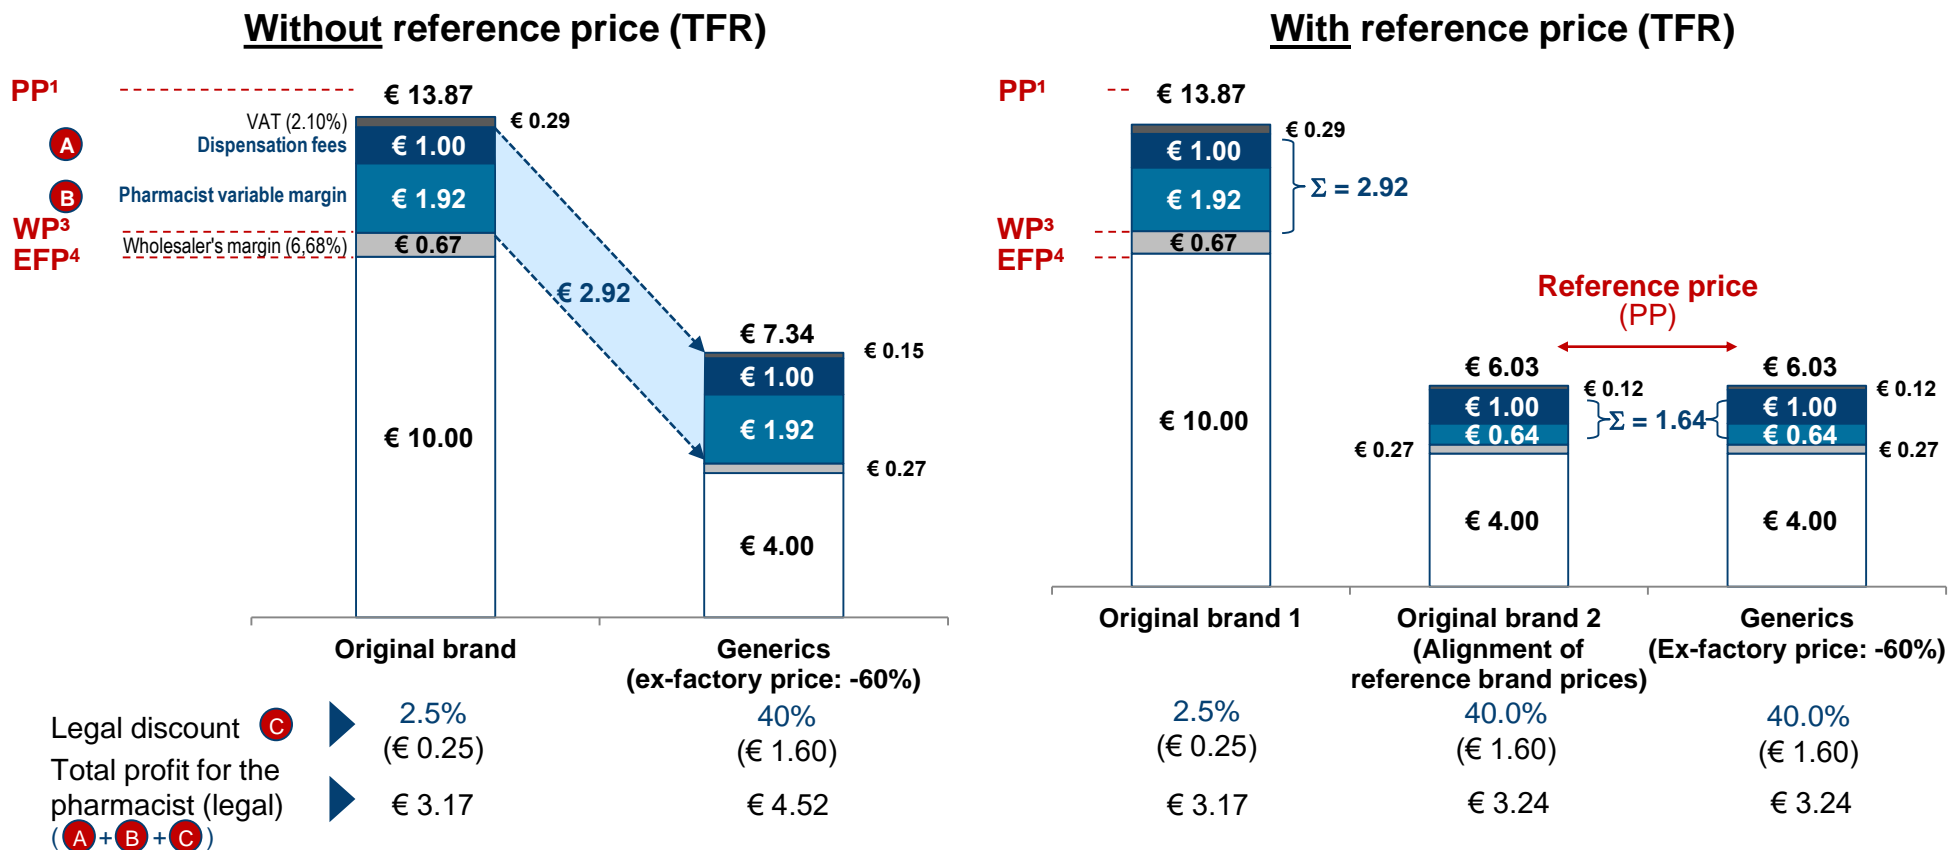 Without reference price (TFR)
PP¹
€ 13.87
VAT (2.10%)
€ 0.29
A
Dispensation fees
€ 1.00
B
Pharmacist variable margin
€ 1.92
WP³
Wholesaler's margin (6,68%)
€ 0.67
EFP⁴
€ 2.92
€ 10.00
€ 7.34
€ 0.15
€ 1.00
€ 1.92
€ 0.27
€ 4.00
Original brand
Generics
(ex-factory price: -60%)
With reference price (TFR)
PP¹
€ 13.87
€ 0.29
€ 1.00
€ 1.92
Σ = 2.92
WP³
€ 0.67
EFP⁴
€ 10.00
Reference price
(PP)
€ 6.03
€ 0.12
€ 1.00
€ 0.64
Σ = 1.64
€ 0.27
€ 4.00
€ 6.03
€ 0.12
€ 1.00
€ 0.64
€ 0.27
€ 4.00
Original brand 1
Original brand 2
(Alignment of
reference brand prices)
Generics
(Ex-factory price: -60%)
Legal discount C
2.5%
(€ 0.25)
40%
(€ 1.60)
2.5%
(€ 0.25)
40.0%
(€ 1.60)
40.0%
(€ 1.60)
Total profit for the
pharmacist (legal)
(A+B+C)
€ 3.17
€ 4.52
€ 3.17
€ 3.24
€ 3.24